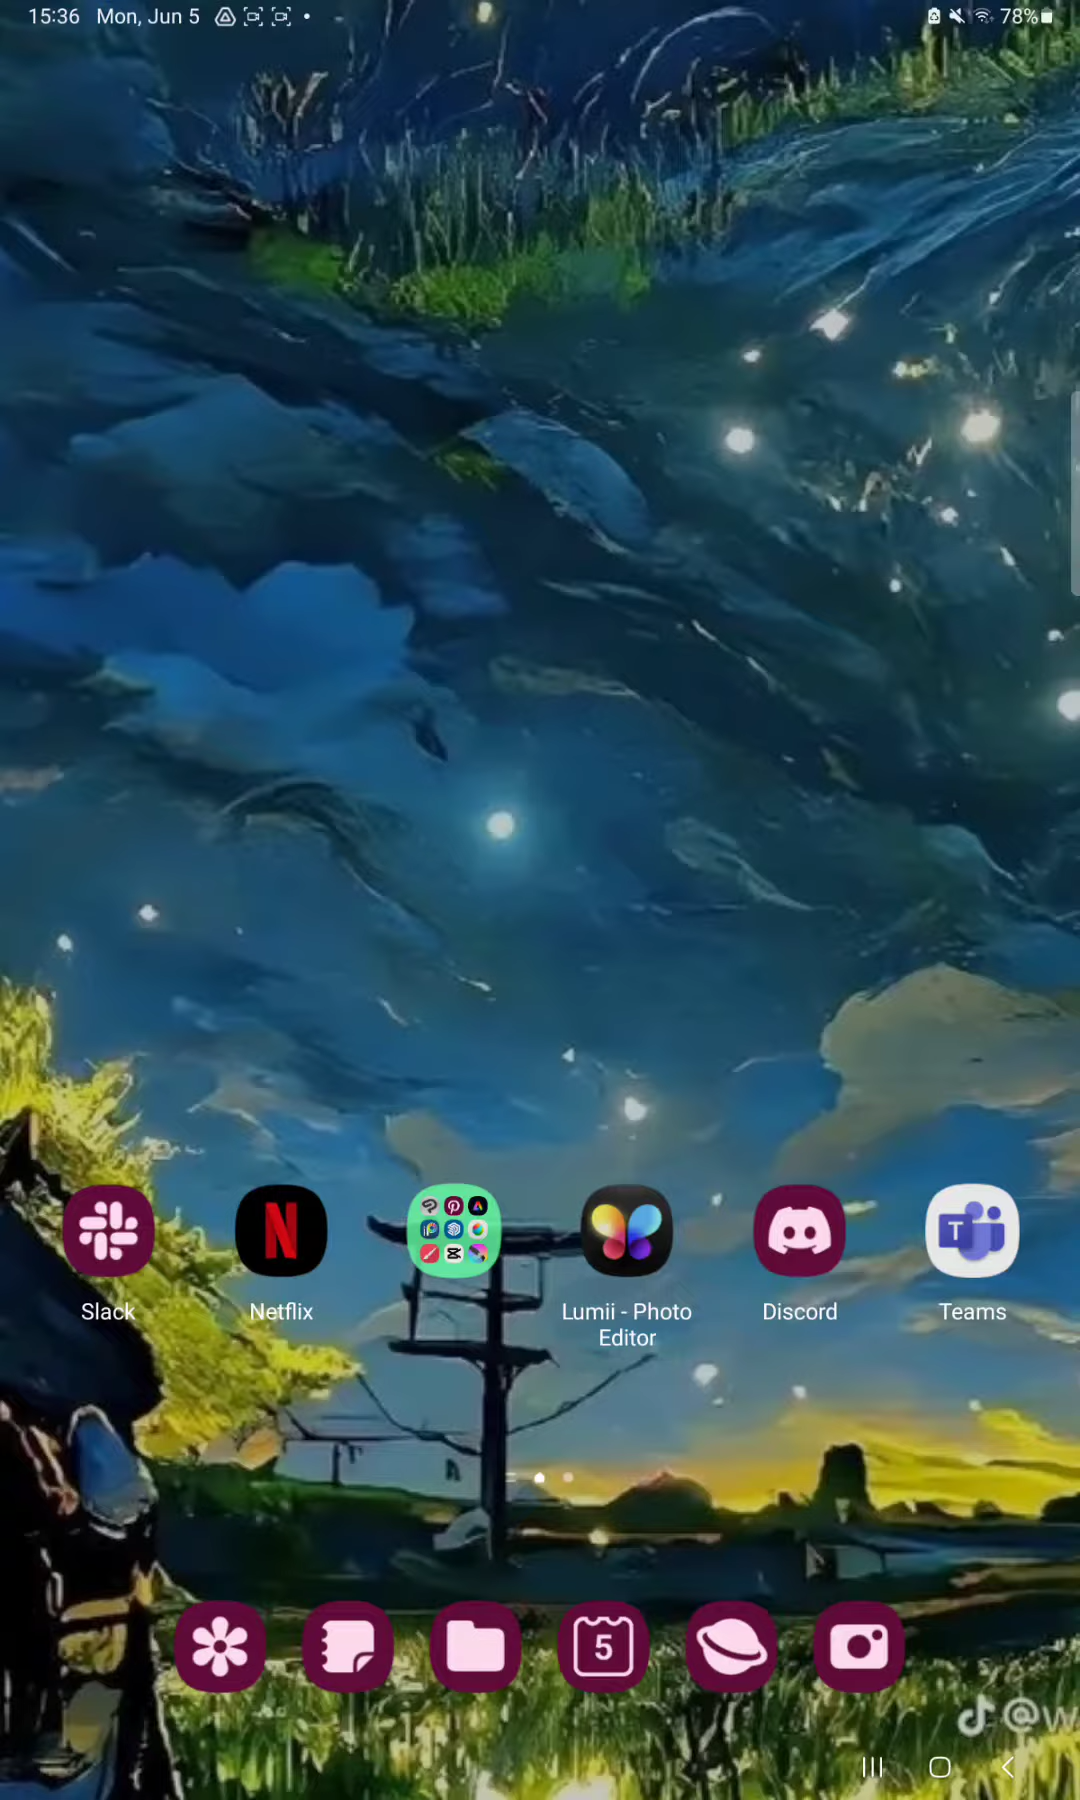 15:36 Mon, Jun 5 78%
N
T
Slack Netflix Lumii - Photo Editor Discord Teams
5
@w